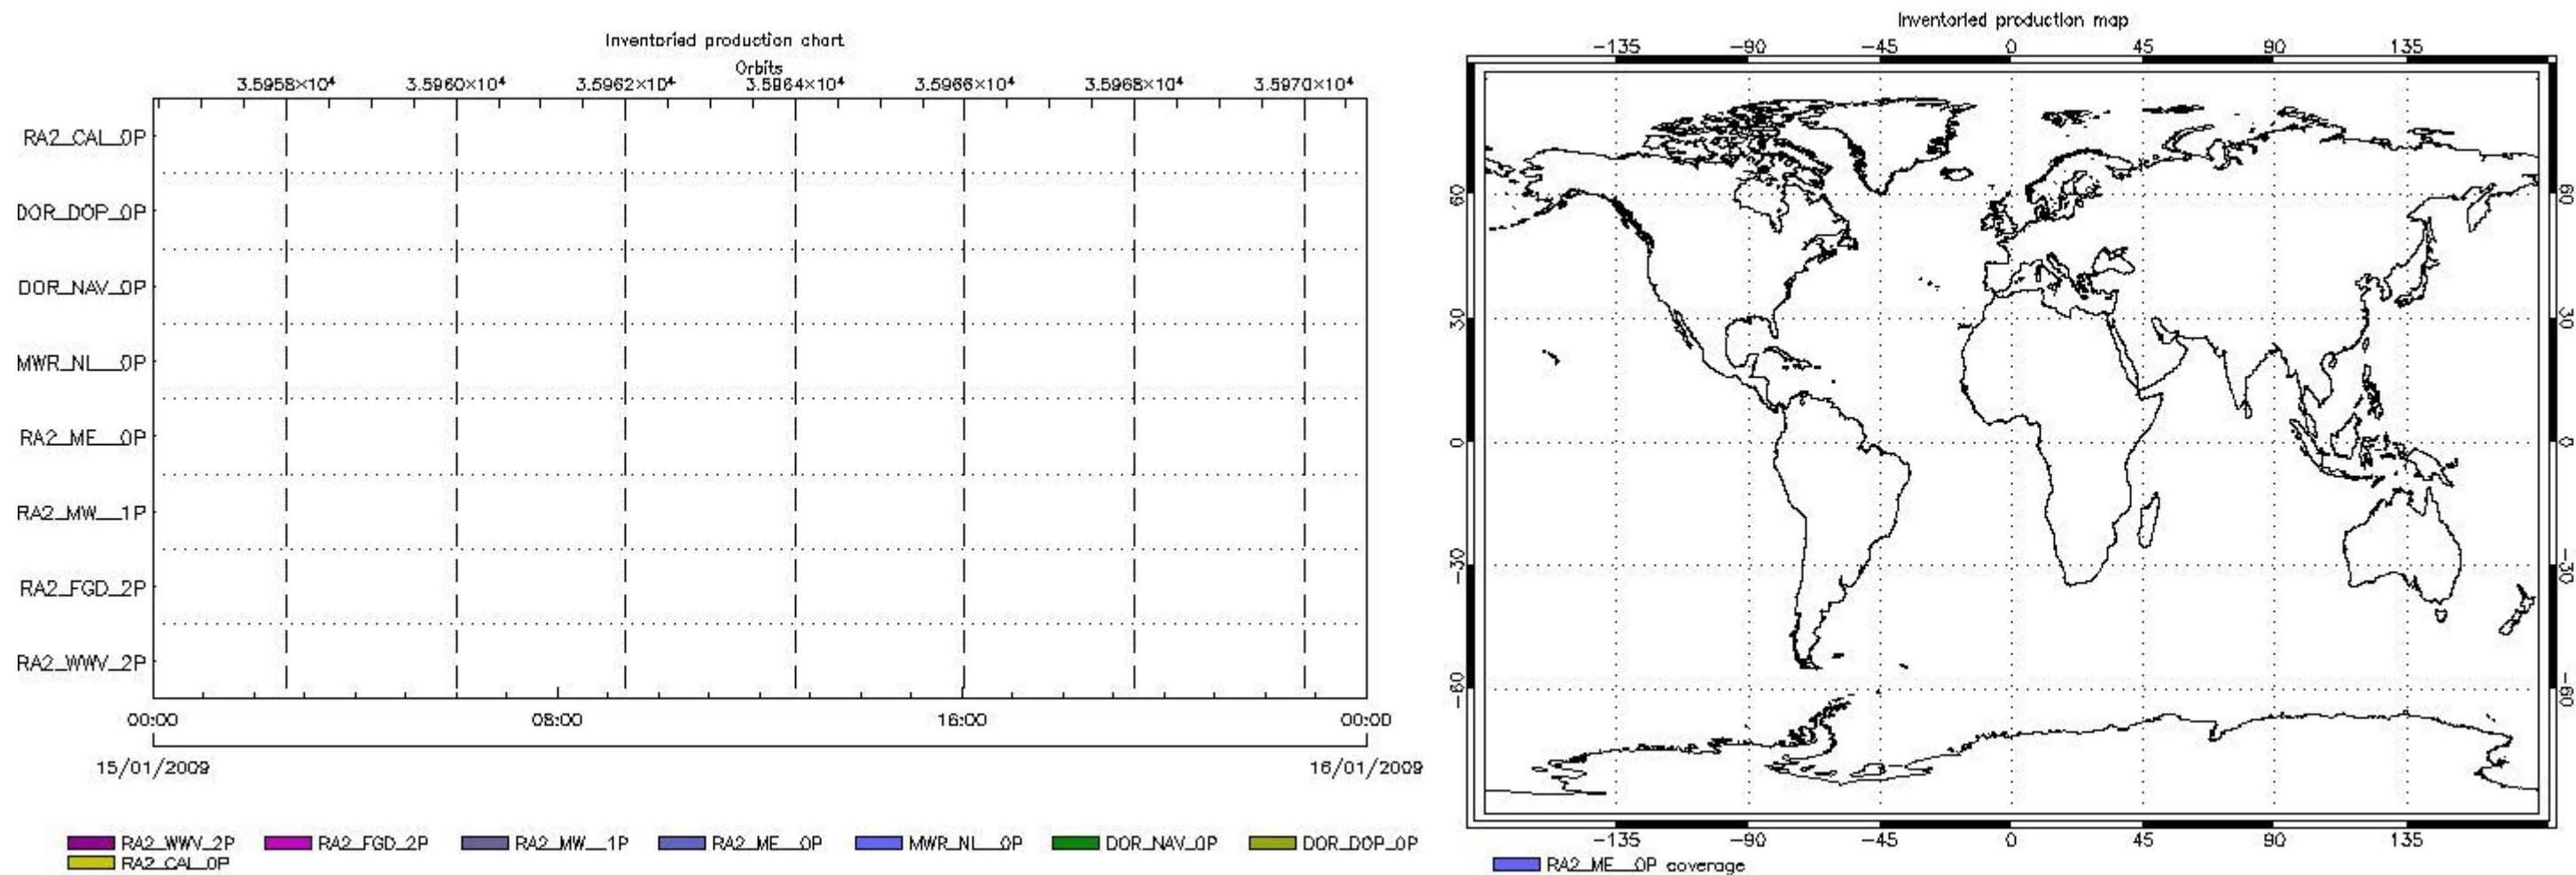 Inventoried production chart
Orbits
3.5958×10⁴ 3.5960×10⁴ 3.5962×10⁴ 3.5964×10⁴ 3.5966×10⁴ 3.5968×10⁴ 3.5970×10⁴
RA2_CAL_0P
DOR_DOP_0P
DOR_NAV_0P
MWR_NL__0P
RA2_ME__0P
RA2_MW__1P
RA2_FGD_2P
RA2_WWV_2P
00:00 08:00 16:00 00:00
15/01/2009 16/01/2009
RA2_WWV_2P RA2_FGD_2P RA2_MW__1P RA2_ME__0P MWR_NL__0P DOR_NAV_0P DOR_DOP_0P
RA2_CAL_0P
Inventoried production map
-135 -90 -45 0 45 90 135
60 60
30 30
0 0
-30 -30
-60 -60
-135 -90 -45 0 45 90 135
RA2_ME__0P coverage